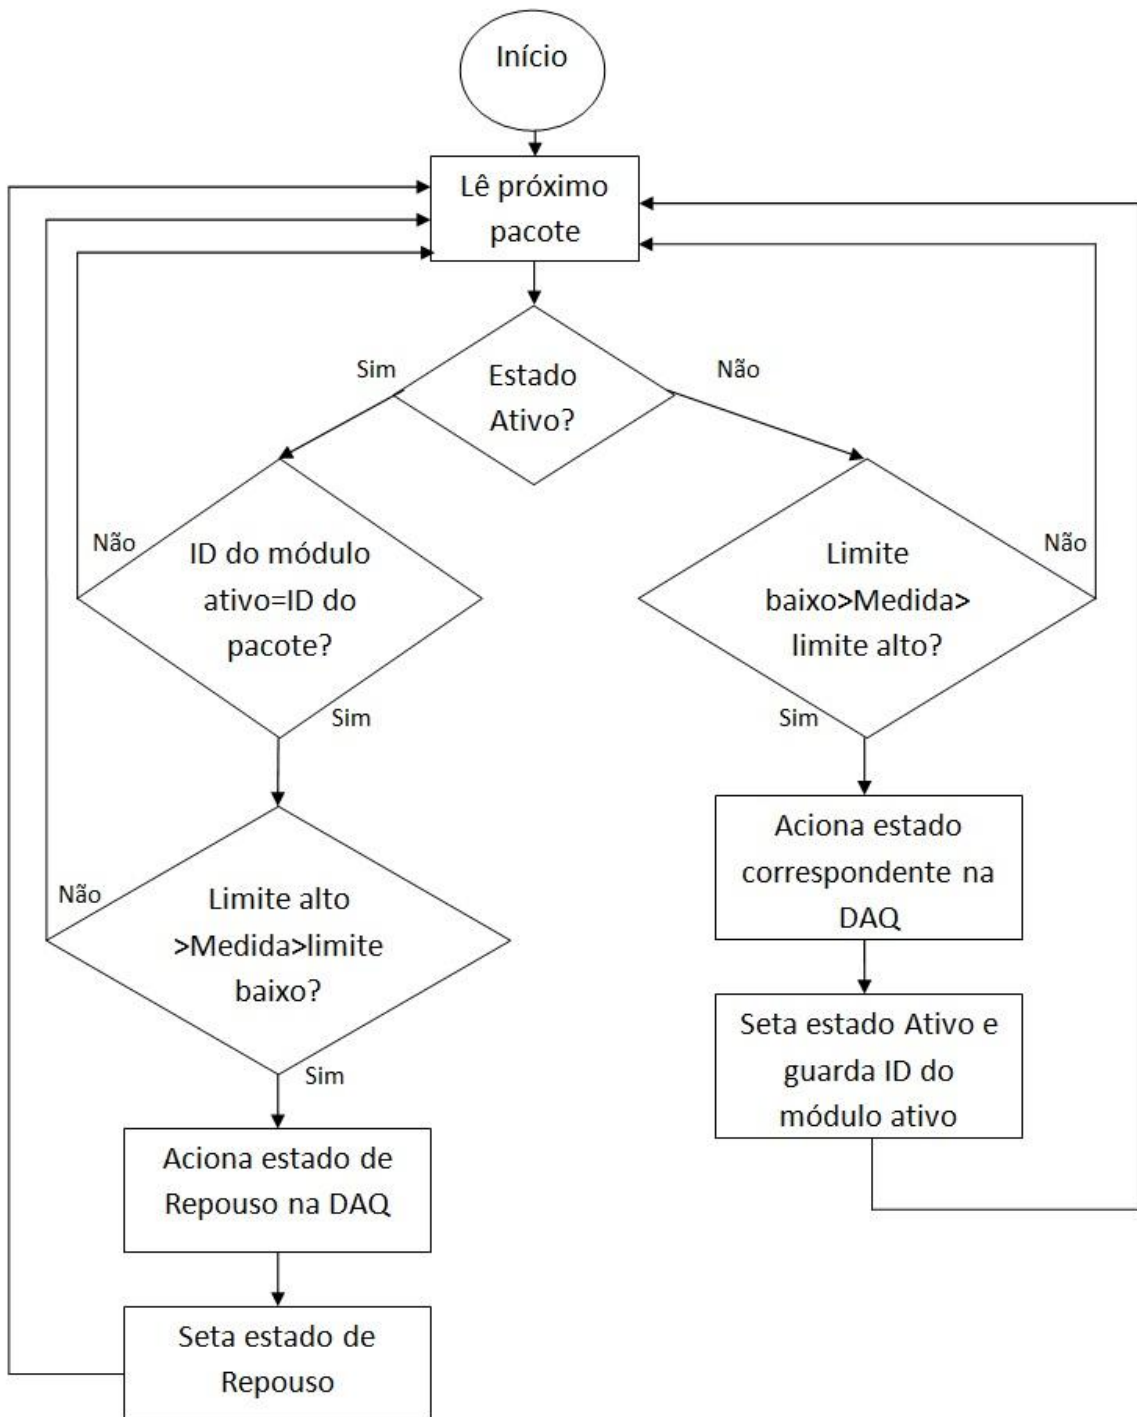 Início
Lê próximo
pacote
Sim
Não
Estado
Ativo?
Não
ID do módulo
ativo=ID do
pacote?
Sim
Limite
baixo>Medida>
limite alto?
Não
Sim
Não
Limite alto
>Medida>limite
baixo?
Sim
Aciona estado
correspondente na
DAQ
Seta estado Ativo e
guarda ID do
módulo ativo
Aciona estado de
Repouso na DAQ
Seta estado de
Repouso